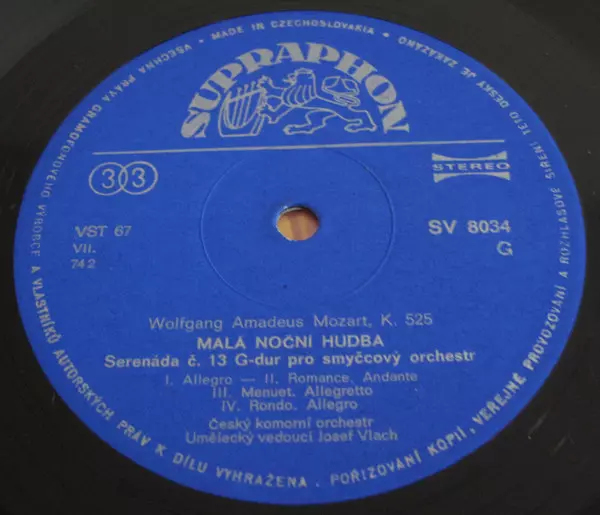 • MADE IN CZECHOSLOVAKIA •
VŠECHNA PRÁVA GRAMOFONOVÉHO VÝROBCE A VLASTNÍKŮ AUTORSKÝCH PRÁV K DÍLU VYHRAŽENA. POŘIZOVÁNÍ KOPIÍ, VEŘEJNÉ PROVOZOVÁNÍ A ROZHLASOVÉ ŠÍŘENÍ TÉTO DESKY JE ZAKÁZÁNO
SUPRAPHON
33
STEREO
VST 67
VII.
742
SV 8034
G
Wolfgang Amadeus Mozart, K. 525
MALÁ NOČNÍ HUDBA
Serenáda č. 13 G-dur pro smyčcový orchestr
I. Allegro — II. Romance. Andante
III. Menuet. Allegretto
IV. Rondo. Allegro
Český komorní orchestr
Umělecký vedoucí Josef Vlach